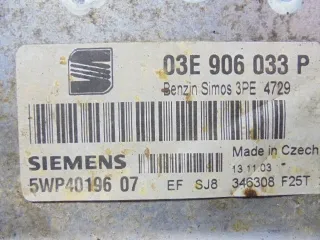 03E 906 033 P
Benzin Simos 3PE 4729
SIEMENS
Made in Czech
13 11 03
5WP40196 07
EF SJ8 346308 F25T